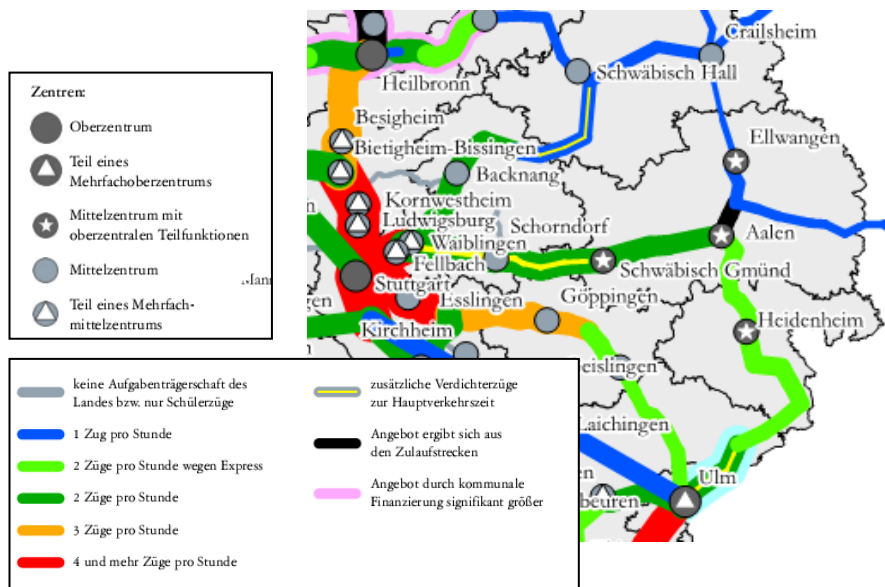 Zentren:
Oberzentrum
Teil eines
Mehrfachoberzentrums
Mittelzentrum mit
oberzentralen Teilfunktionen
Mittelzentrum
Teil eines Mehrfach-
mittelzentrums
Crailsheim
Schwäbisch Hall
Heilbronn
Besigheim
Ellwangen
Bietigheim-Bissingen
Backnang
Kornwestheim
Ludwigsburg
Schorndorf
Waiblingen
Aalen
Fellbach
Schwäbisch Gmünd
Stuttgart
Esslingen
Göppingen
Kirchheim
Heidenheim
eislingen
Laichingen
Ulm
beuren
keine Aufgabenträgerschaft des
Landes bzw. nur Schülerzüge
1 Zug pro Stunde
2 Züge pro Stunde wegen Express
2 Züge pro Stunde
3 Züge pro Stunde
4 und mehr Züge pro Stunde
zusätzliche Verdichterzüge
zur Hauptverkehrszeit
Angebot ergibt sich aus
den Zulaufstrecken
Angebot durch kommunale
Finanzierung signifikant größer